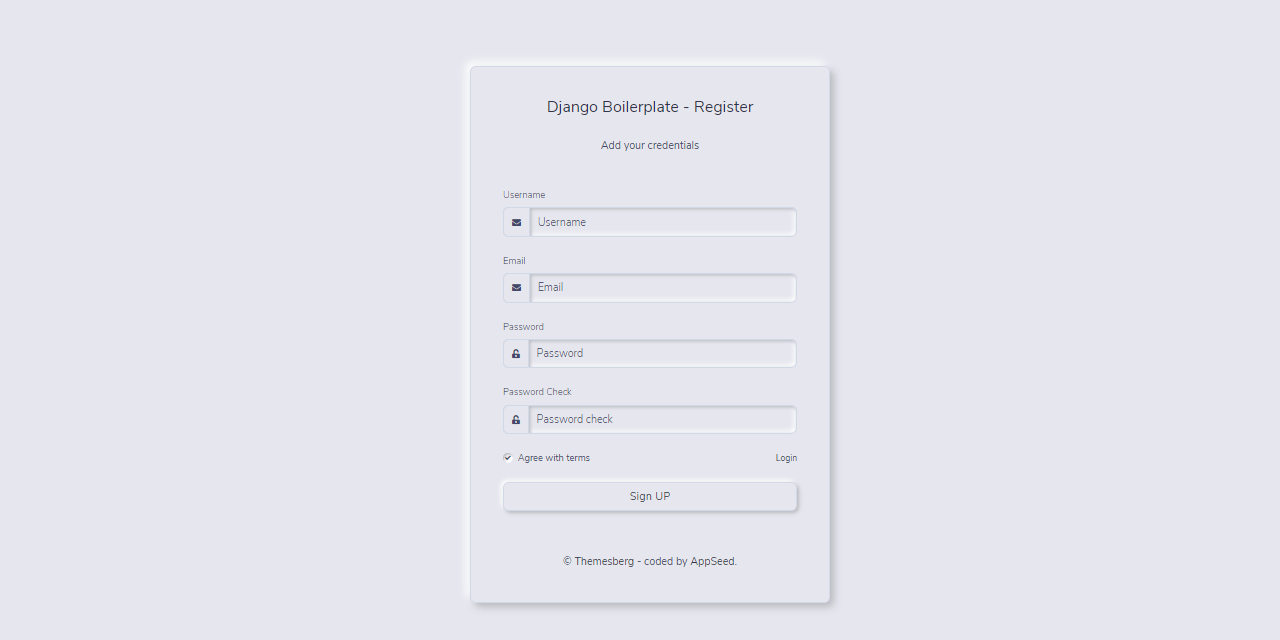 Django Boilerplate - Register
Add your credentials
Username
Username
Email
Email
Password
Password
Password Check
Password check
Agree with terms
Login
Sign UP
© Themesberg - coded by AppSeed.